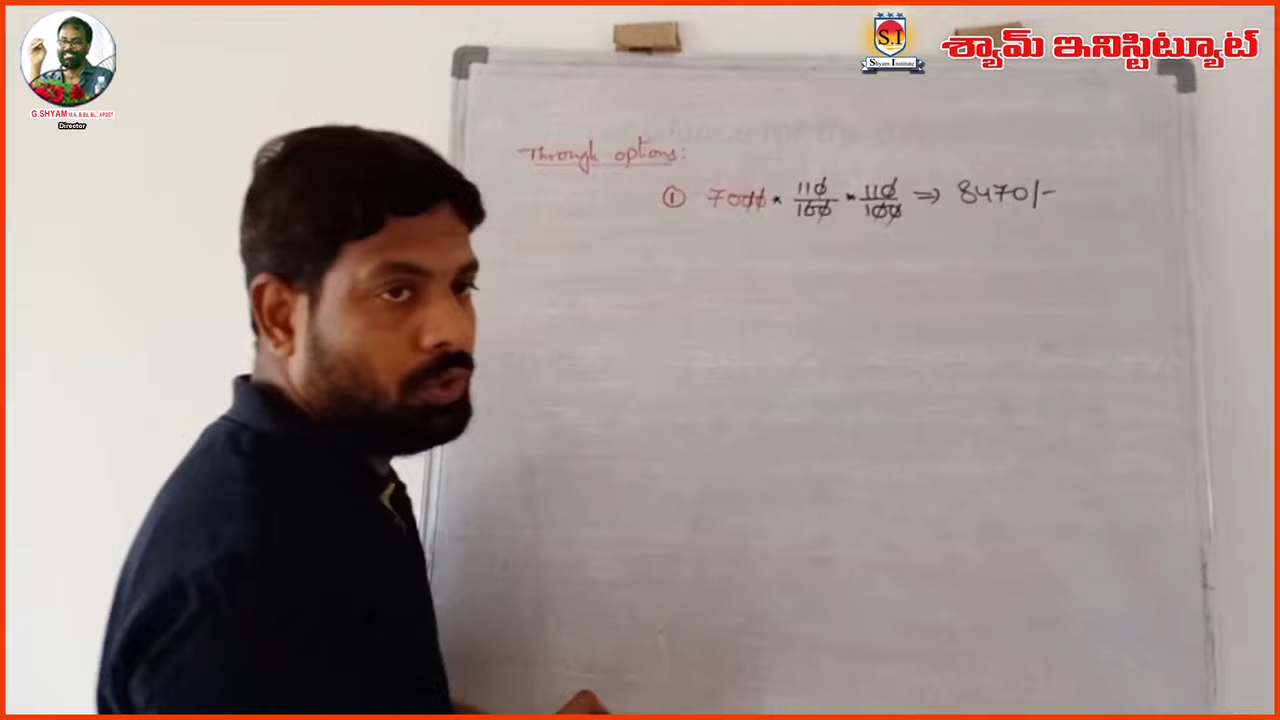 G.SHYAM M.A. B.Ed, BL., APSET
Director
S.I
Shyam Institute
శ్యామ్ ఇనిస్టిట్యూట్
Through options:
① 7000 * 110/100 * 110/100 ⇒ 8470/-